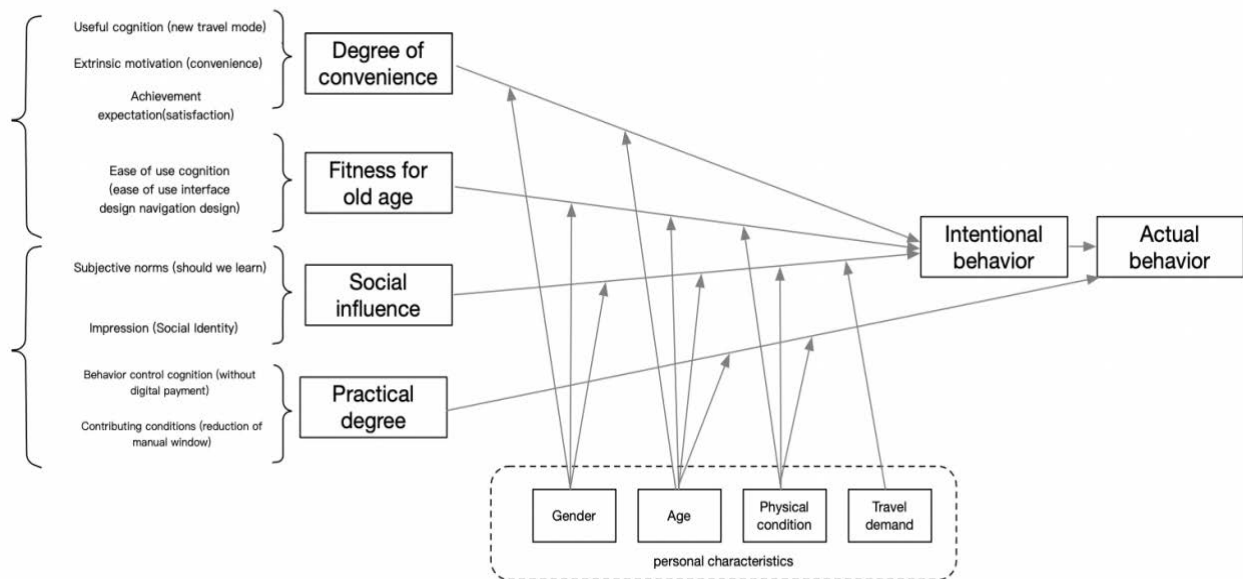 Useful cognition (new travel mode)
Extrinsic motivation (convenience)
Achievement
expectation(satisfaction)
Degree of
convenience
Ease of use cognition
(ease of use interface
design navigation design)
Fitness for
old age
Subjective norms (should we learn)
Impression (Social Identity)
Social
influence
Behavior control cognition (without
digital payment)
Contributing conditions (reduction of
manual window)
Practical
degree
Intentional
behavior
Actual
behavior
Gender
Age
Physical
condition
Travel
demand
personal characteristics